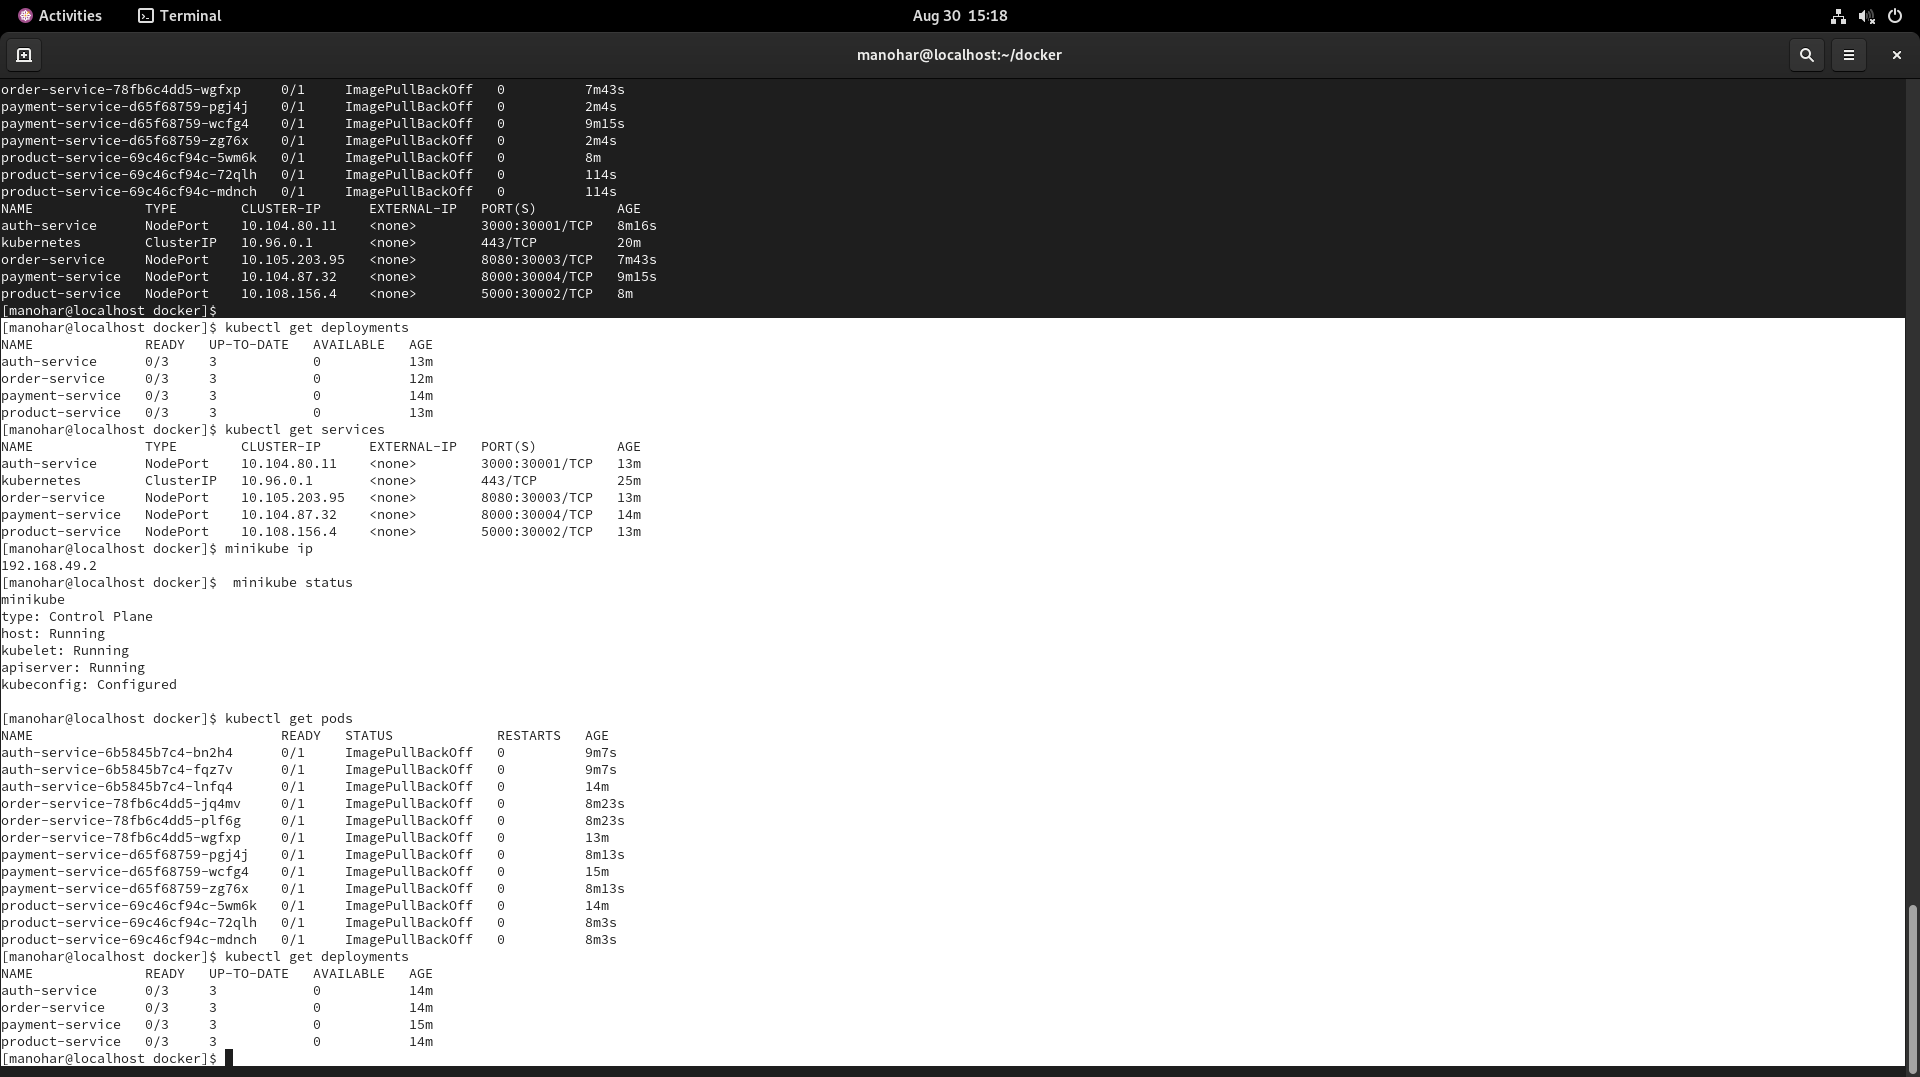 Activities Terminal Aug 30 15:18
manohar@localhost:~/docker
order-service-78fb6c4dd5-wgfxp 0/1 ImagePullBackOff 0 7m43s
payment-service-d65f68759-pgj4j 0/1 ImagePullBackOff 0 2m4s
payment-service-d65f68759-wcfg4 0/1 ImagePullBackOff 0 9m15s
payment-service-d65f68759-zg76x 0/1 ImagePullBackOff 0 2m4s
product-service-69c46cf94c-5wm6k 0/1 ImagePullBackOff 0 8m
product-service-69c46cf94c-72qlh 0/1 ImagePullBackOff 0 114s
product-service-69c46cf94c-mdnch 0/1 ImagePullBackOff 0 114s
NAME TYPE CLUSTER-IP EXTERNAL-IP PORT(S) AGE
auth-service NodePort 10.104.80.11 <none> 3000:30001/TCP 8m16s
kubernetes ClusterIP 10.96.0.1 <none> 443/TCP 20m
order-service NodePort 10.105.203.95 <none> 8080:30003/TCP 7m43s
payment-service NodePort 10.104.87.32 <none> 8000:30004/TCP 9m15s
product-service NodePort 10.108.156.4 <none> 5000:30002/TCP 8m
[manohar@localhost docker]$
[manohar@localhost docker]$ kubectl get deployments
NAME READY UP-TO-DATE AVAILABLE AGE
auth-service 0/3 3 0 13m
order-service 0/3 3 0 12m
payment-service 0/3 3 0 14m
product-service 0/3 3 0 13m
[manohar@localhost docker]$ kubectl get services
NAME TYPE CLUSTER-IP EXTERNAL-IP PORT(S) AGE
auth-service NodePort 10.104.80.11 <none> 3000:30001/TCP 13m
kubernetes ClusterIP 10.96.0.1 <none> 443/TCP 25m
order-service NodePort 10.105.203.95 <none> 8080:30003/TCP 13m
payment-service NodePort 10.104.87.32 <none> 8000:30004/TCP 14m
product-service NodePort 10.108.156.4 <none> 5000:30002/TCP 13m
[manohar@localhost docker]$ minikube ip
192.168.49.2
[manohar@localhost docker]$  minikube status
minikube
type: Control Plane
host: Running
kubelet: Running
apiserver: Running
kubeconfig: Configured
[manohar@localhost docker]$ kubectl get pods
NAME READY STATUS RESTARTS AGE
auth-service-6b5845b7c4-bn2h4 0/1 ImagePullBackOff 0 9m7s
auth-service-6b5845b7c4-fqz7v 0/1 ImagePullBackOff 0 9m7s
auth-service-6b5845b7c4-lnfq4 0/1 ImagePullBackOff 0 14m
order-service-78fb6c4dd5-jq4mv 0/1 ImagePullBackOff 0 8m23s
order-service-78fb6c4dd5-plf6g 0/1 ImagePullBackOff 0 8m23s
order-service-78fb6c4dd5-wgfxp 0/1 ImagePullBackOff 0 13m
payment-service-d65f68759-pgj4j 0/1 ImagePullBackOff 0 8m13s
payment-service-d65f68759-wcfg4 0/1 ImagePullBackOff 0 15m
payment-service-d65f68759-zg76x 0/1 ImagePullBackOff 0 8m13s
product-service-69c46cf94c-5wm6k 0/1 ImagePullBackOff 0 14m
product-service-69c46cf94c-72qlh 0/1 ImagePullBackOff 0 8m3s
product-service-69c46cf94c-mdnch 0/1 ImagePullBackOff 0 8m3s
[manohar@localhost docker]$ kubectl get deployments
NAME READY UP-TO-DATE AVAILABLE AGE
auth-service 0/3 3 0 14m
order-service 0/3 3 0 14m
payment-service 0/3 3 0 15m
product-service 0/3 3 0 14m
[manohar@localhost docker]$